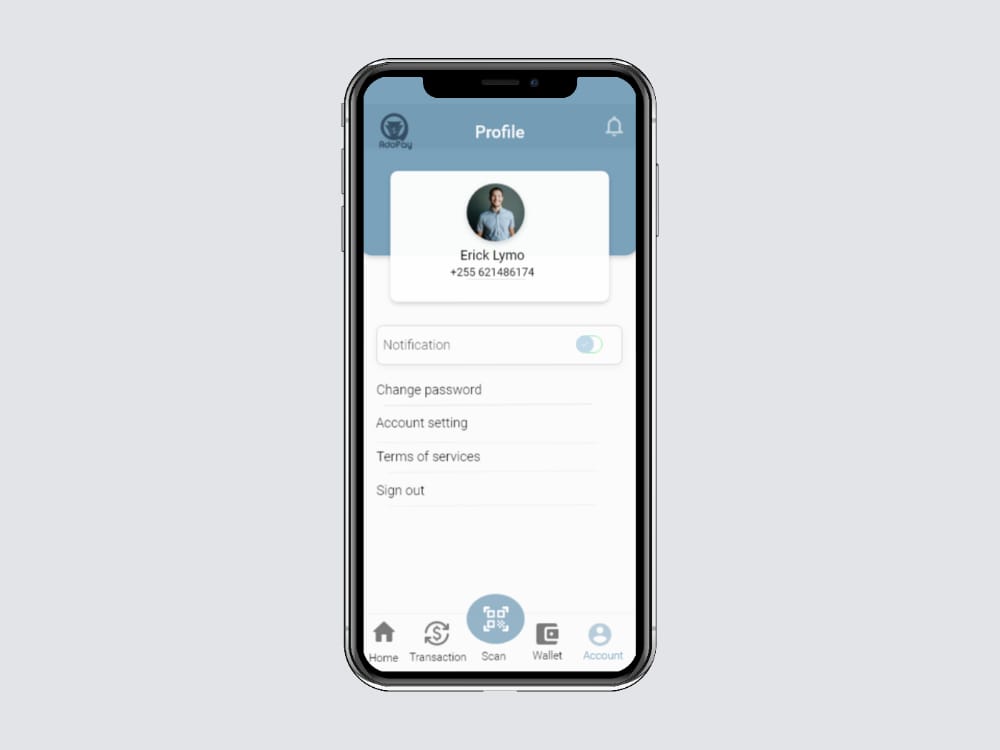 AdoPay
Profile
Erick Lymo
+255 621486174
Notification
Change password
Account setting
Terms of services
Sign out
Home
Transaction
Scan
Wallet
Account